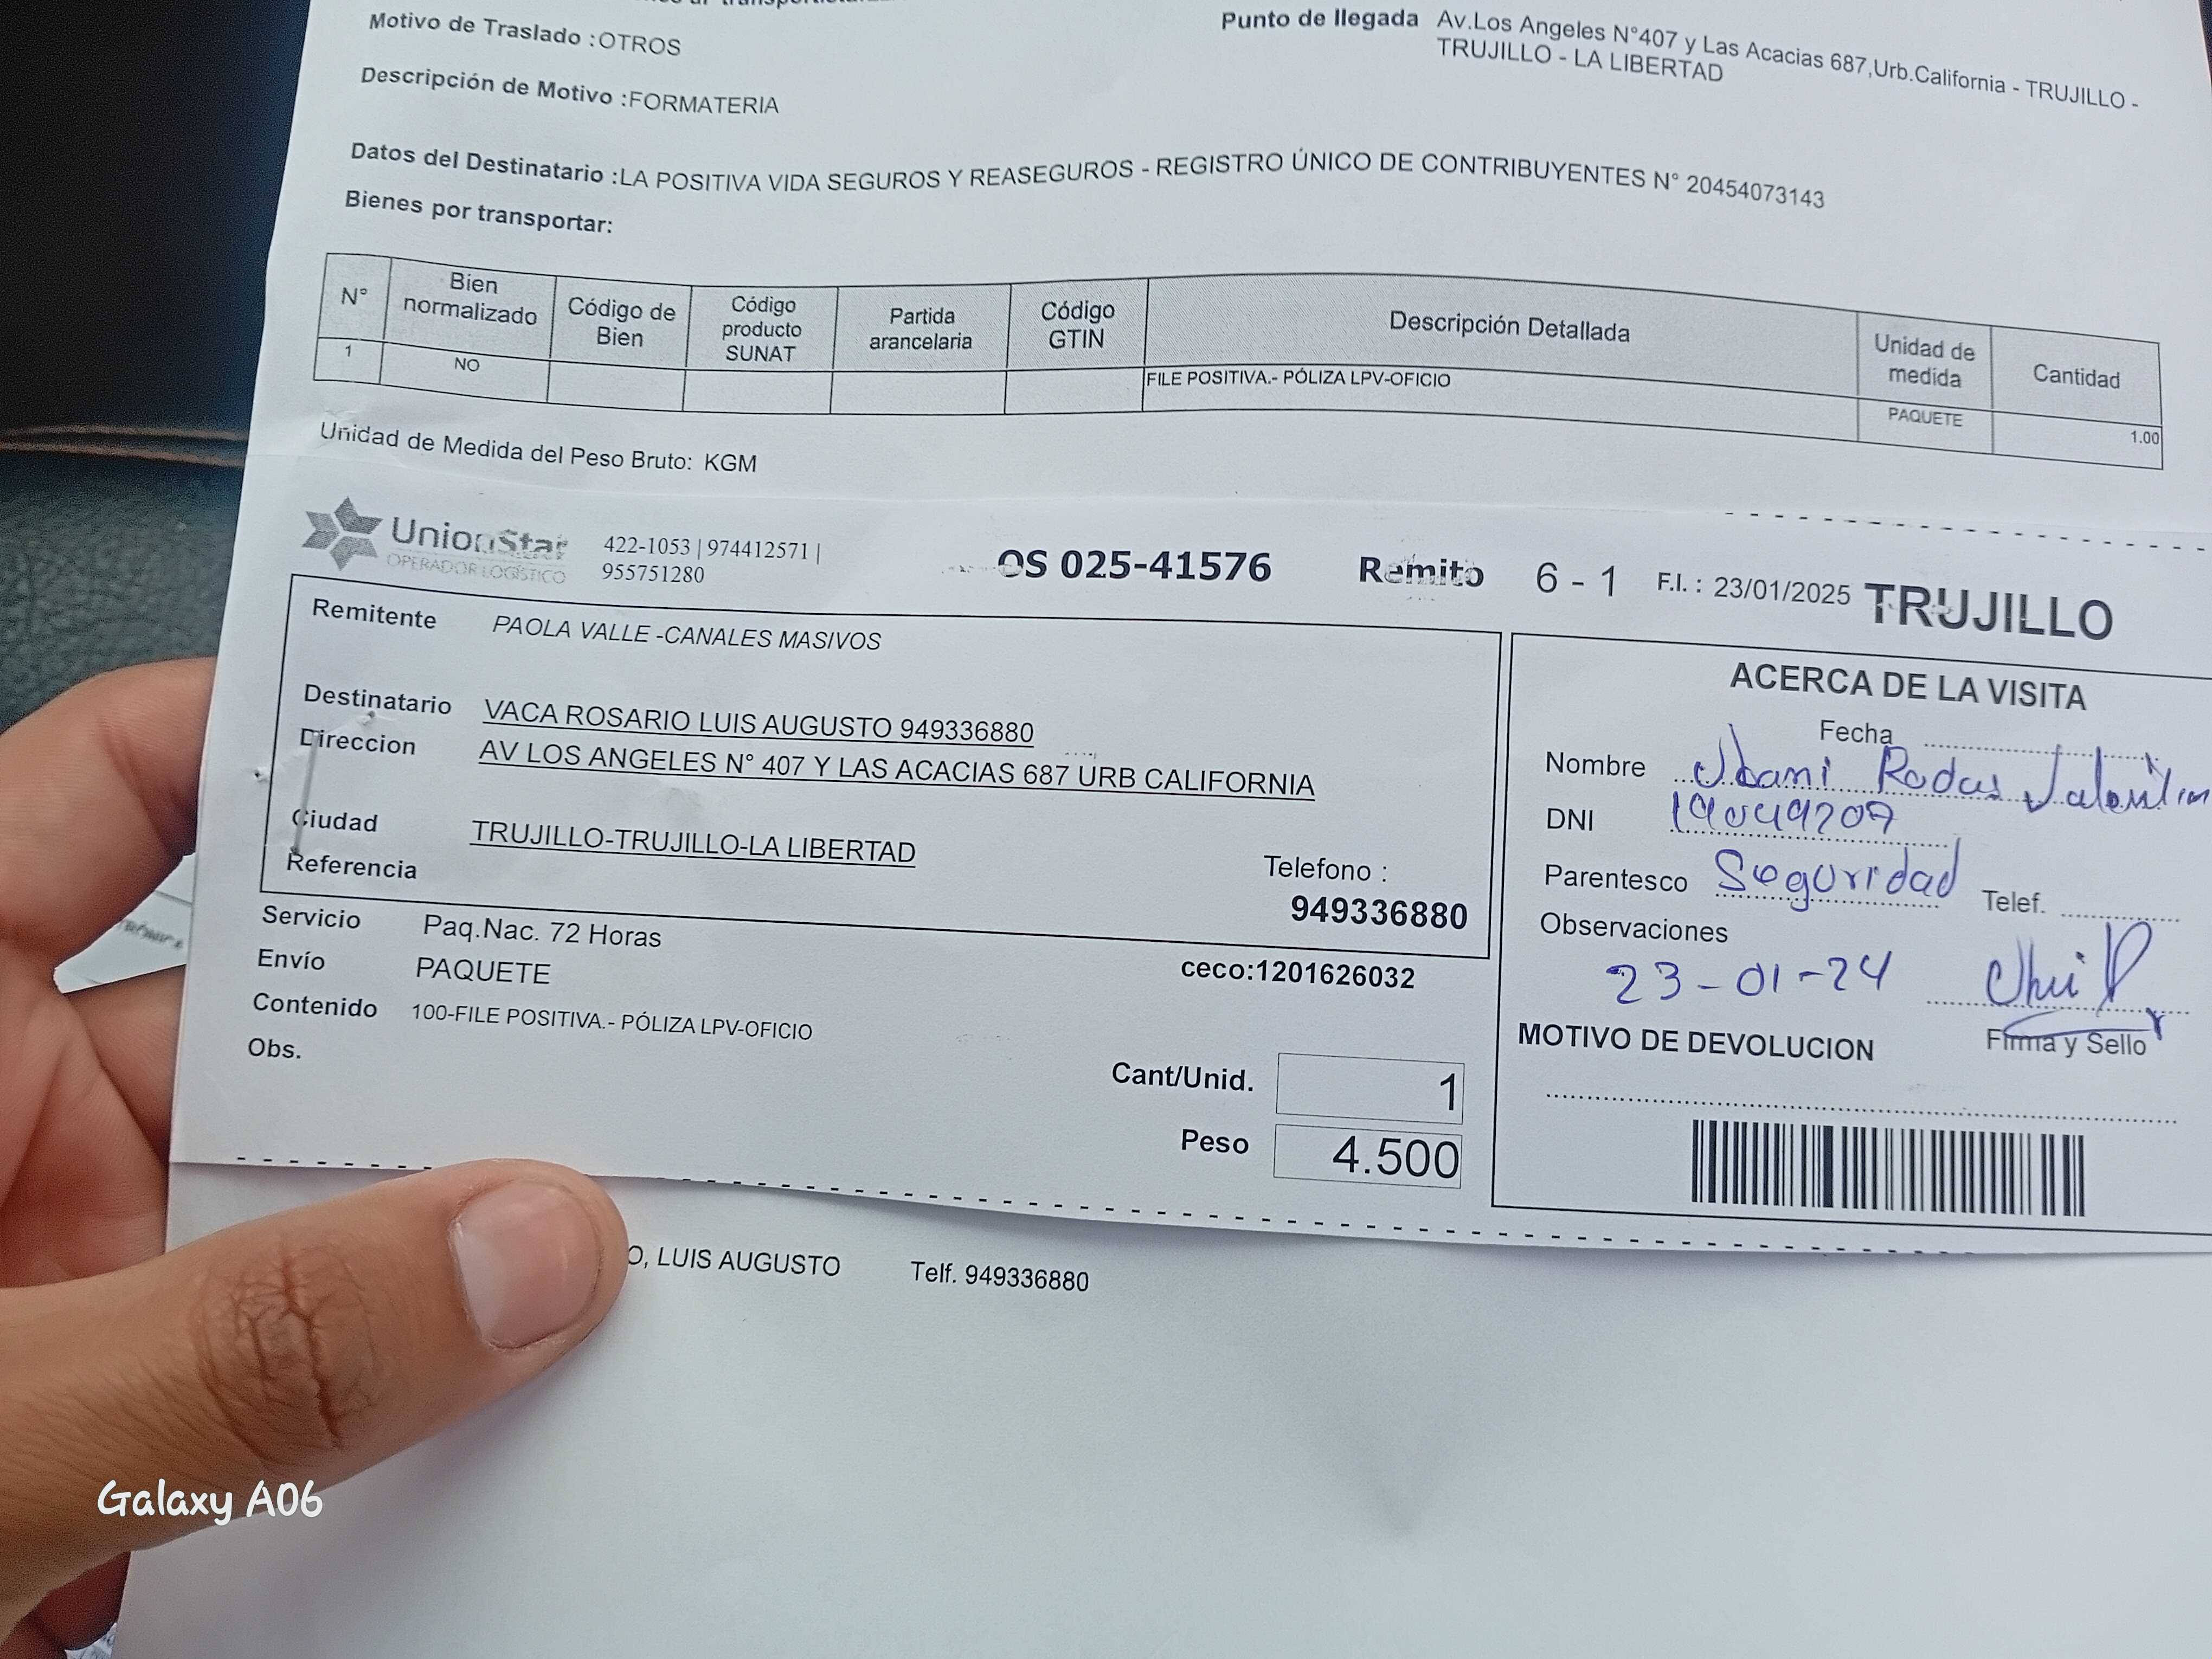 Motivo de Traslado :OTROS
Punto de llegada Av.Los Angeles N°407 y Las Acacias 687,Urb.California - TRUJILLO -
TRUJILLO - LA LIBERTAD
Descripción de Motivo :FORMATERIA
Datos del Destinatario :LA POSITIVA VIDA SEGUROS Y REASEGUROS - REGISTRO ÚNICO DE CONTRIBUYENTES N° 20454073143
Bienes por transportar:
N° Bien normalizado Código de Bien Código producto SUNAT Partida arancelaria Código GTIN Descripción Detallada Unidad de medida Cantidad
1 NO FILE POSITIVA.- PÓLIZA LPV-OFICIO PAQUETE 1.00
Unidad de Medida del Peso Bruto: KGM
UnionStar
OPERADOR LOGÍSTICO
422-1053 | 974412571 |
955751280
OS 025-41576 Remito 6 - 1 F.I. : 23/01/2025 TRUJILLO
Remitente PAOLA VALLE -CANALES MASIVOS
Destinatario VACA ROSARIO LUIS AUGUSTO 949336880
Direccion AV LOS ANGELES N° 407 Y LAS ACACIAS 687 URB CALIFORNIA
Ciudad TRUJILLO-TRUJILLO-LA LIBERTAD
Referencia
Telefono :
949336880
Servicio Paq.Nac. 72 Horas
Envío PAQUETE
ceco:1201626032
Contenido 100-FILE POSITIVA.- PÓLIZA LPV-OFICIO
Obs.
Cant/Unid. 1
Peso 4.500
ACERCA DE LA VISITA
Fecha
Nombre Rodas
DNI
Parentesco Seguridad Telef.
Observaciones
23-01-24
Firma y Sello
MOTIVO DE DEVOLUCION
O, LUIS AUGUSTO Telf. 949336880
Galaxy A06